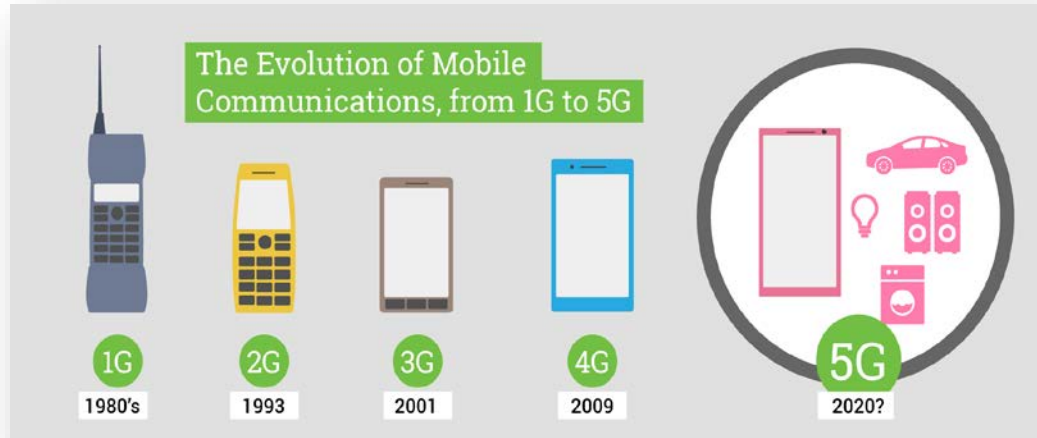 The Evolution of Mobile
Communications, from 1G to 5G
1G
1980's
2G
1993
3G
2001
4G
2009
5G
2020?